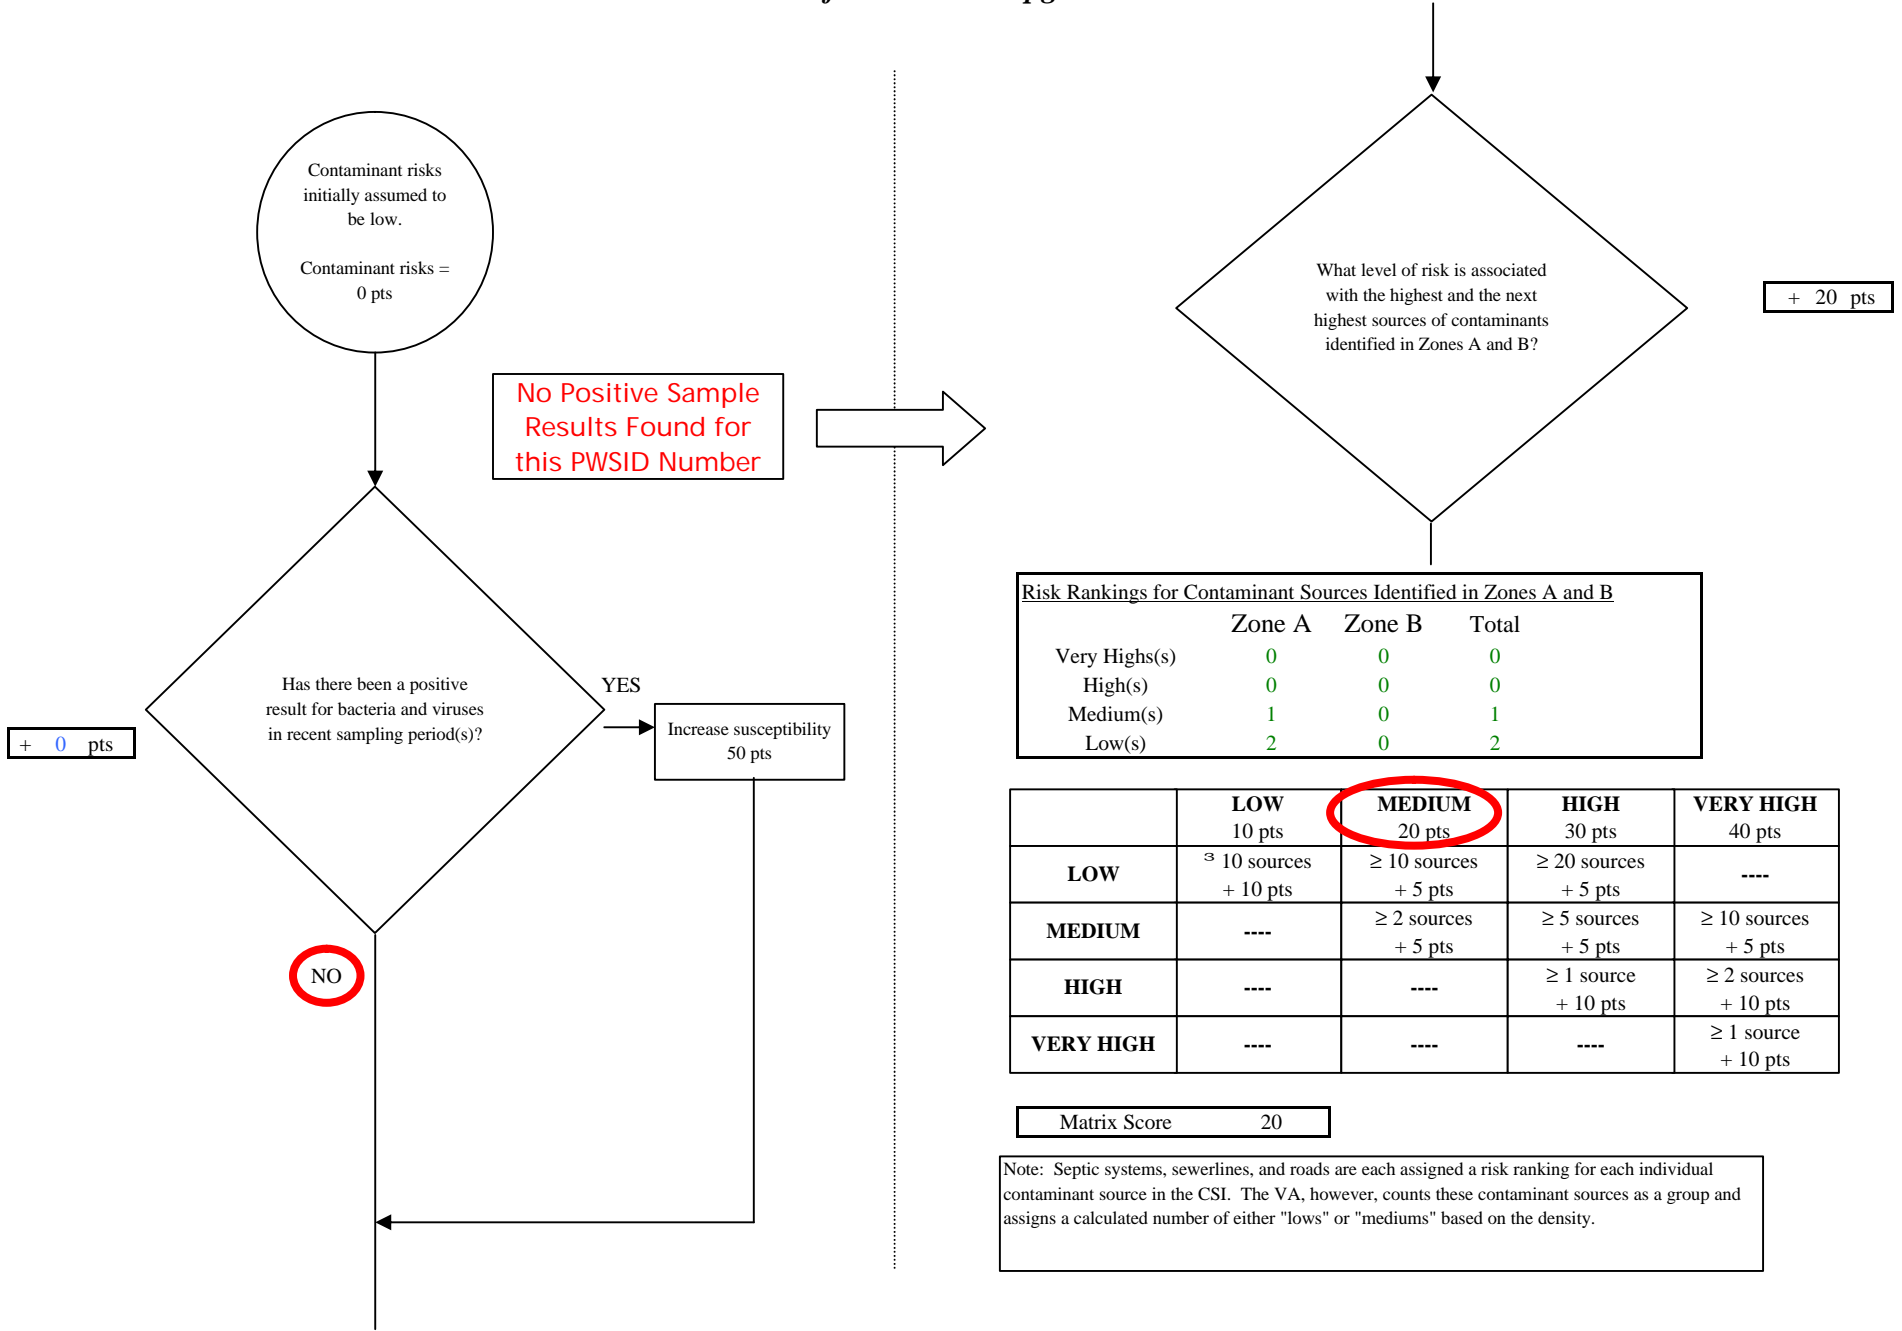 Contaminant risks
initially assumed to
be low.
Contaminant risks =
0 pts
No Positive Sample
Results Found for
this PWSID Number
Has there been a positive
result for bacteria and viruses
in recent sampling period(s)?
+ 0 pts
YES
Increase susceptibility
50 pts
NO
What level of risk is associated
with the highest and the next
highest sources of contaminants
identified in Zones A and B?
+ 20 pts
Risk Rankings for Contaminant Sources Identified in Zones A and B
Zone A Zone B Total
Very Highs(s) 0 0 0
High(s) 0 0 0
Medium(s) 1 0 1
Low(s) 2 0 2
LOW MEDIUM HIGH VERY HIGH
10 pts 20 pts 30 pts 40 pts
LOW ³ 10 sources ≥ 10 sources ≥ 20 sources ----
+ 10 pts + 5 pts + 5 pts
MEDIUM ---- ≥ 2 sources ≥ 5 sources ≥ 10 sources
+ 5 pts + 5 pts + 5 pts
HIGH ---- ---- ≥ 1 source ≥ 2 sources
+ 10 pts + 10 pts
VERY HIGH ---- ---- ---- ≥ 1 source
+ 10 pts
Matrix Score 20
Note: Septic systems, sewerlines, and roads are each assigned a risk ranking for each individual
contaminant source in the CSI. The VA, however, counts these contaminant sources as a group and
assigns a calculated number of either "lows" or "mediums" based on the density.